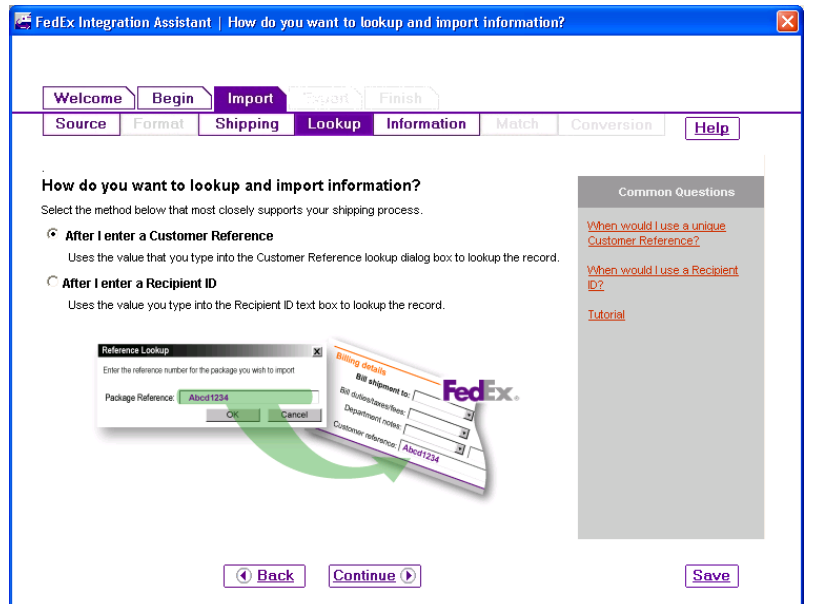 FedEx Integration Assistant | How do you want to lookup and import information?
Welcome Begin Import Export Finish
Source Format Shipping Lookup Information Match Conversion Help
How do you want to lookup and import information?
Select the method below that most closely supports your shipping process.
After I enter a Customer Reference
Uses the value that you type into the Customer Reference lookup dialog box to lookup the record.
After I enter a Recipient ID
Uses the value you type into the Recipient ID text box to lookup the record.
Reference Lookup X
Enter the reference number for the package you wish to import
Package Reference: Abcd1234
OK Cancel
Billing details
Bill shipment to:
Bill duties/taxes/fees:
Department notes:
Customer reference: Abcd1234
FedEx.
Common Questions
When would I use a unique
Customer Reference?
When would I use a Recipient
ID?
Tutorial
Back Continue Save